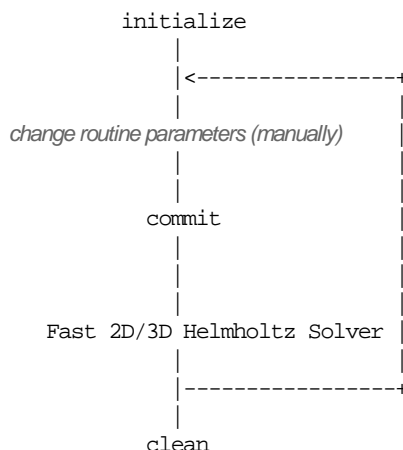 initialize
change routine parameters (manually)
commit
Fast 2D/3D Helmholtz Solver
clean